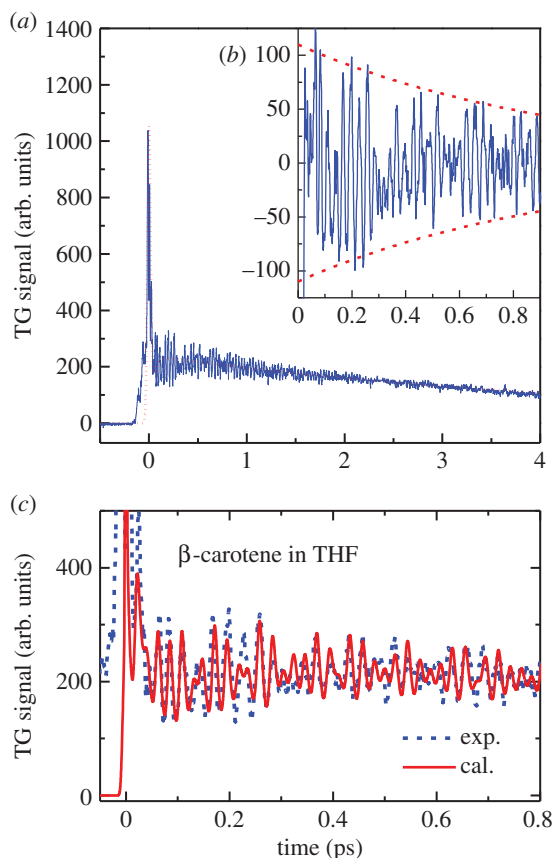 (a)
1400
1200
1000
800
600
400
200
0
TG signal (arb. units)
0 1 2 3 4
(b)
100
50
0
−50
−100
0 0.2 0.4 0.6 0.8
(c)
β-carotene in THF
400
300
200
100
0
TG signal (arb. units)
exp.
cal.
0 0.2 0.4 0.6 0.8
time (ps)